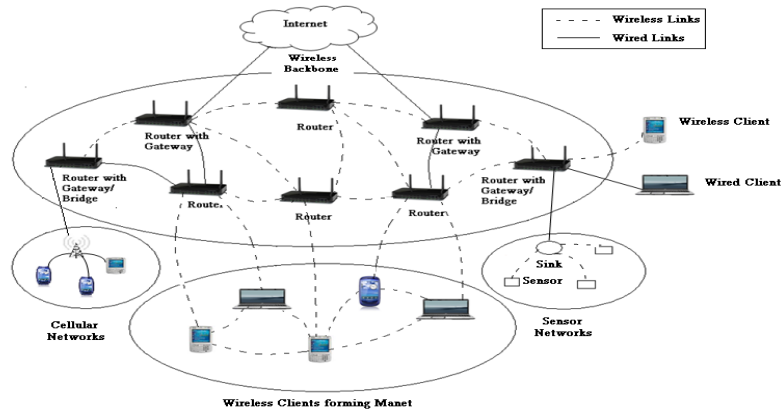 Internet
Wireless Links
Wired Links
Wireless
Backbone
Router with
Gateway
Router
Router with
Gateway
Wireless Client
Router with
Gateway/
Bridge
Route.
Router
Router
Router with
Gateway/
Bridge
Wired Client
Sink
Sensor
Cellular
Networks
Sensor
Networks
Wireless Clients forming Manet